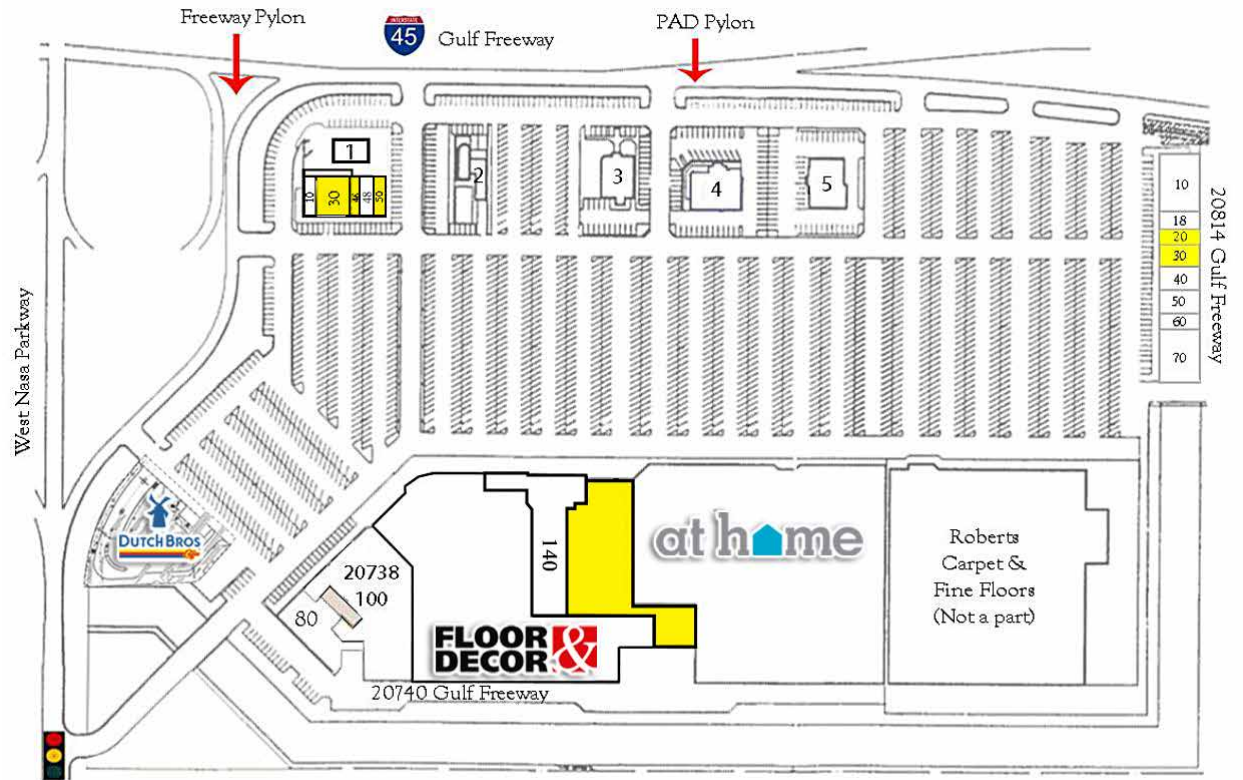 Freeway Pylon
INTERSTATE
45
Gulf Freeway
PAD Pylon
1
2
3
4
5
10
30
46
48
50
10
18
20
30
40
50
60
70
20814 Gulf Freeway
West Nasa Parkway
DUTCH BROS
20738
100
80
140
at home
Roberts
Carpet &
Fine Floors
(Not a part)
FLOOR &
DECOR
20740 Gulf Freeway